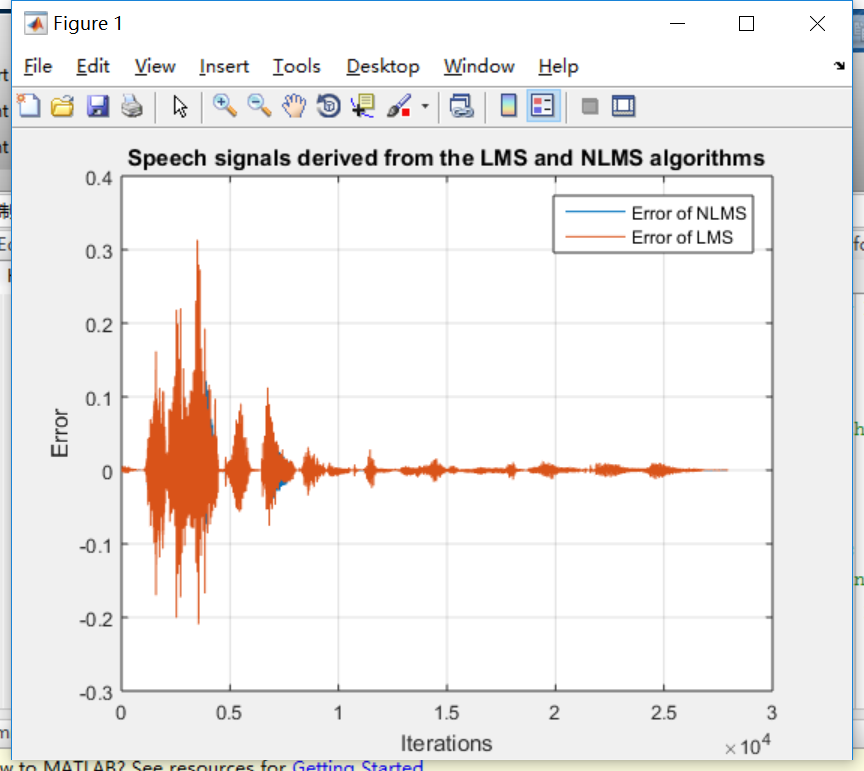 Figure 1
File Edit View Insert Tools Desktop Window Help
Speech signals derived from the LMS and NLMS algorithms
Error of NLMS
Error of LMS
0.4
0.3
0.2
0.1
0
-0.1
-0.2
-0.3
Error
0 0.5 1 1.5 2 2.5 3
×10⁴
Iterations
to MATLAB? See resources for Getting Started